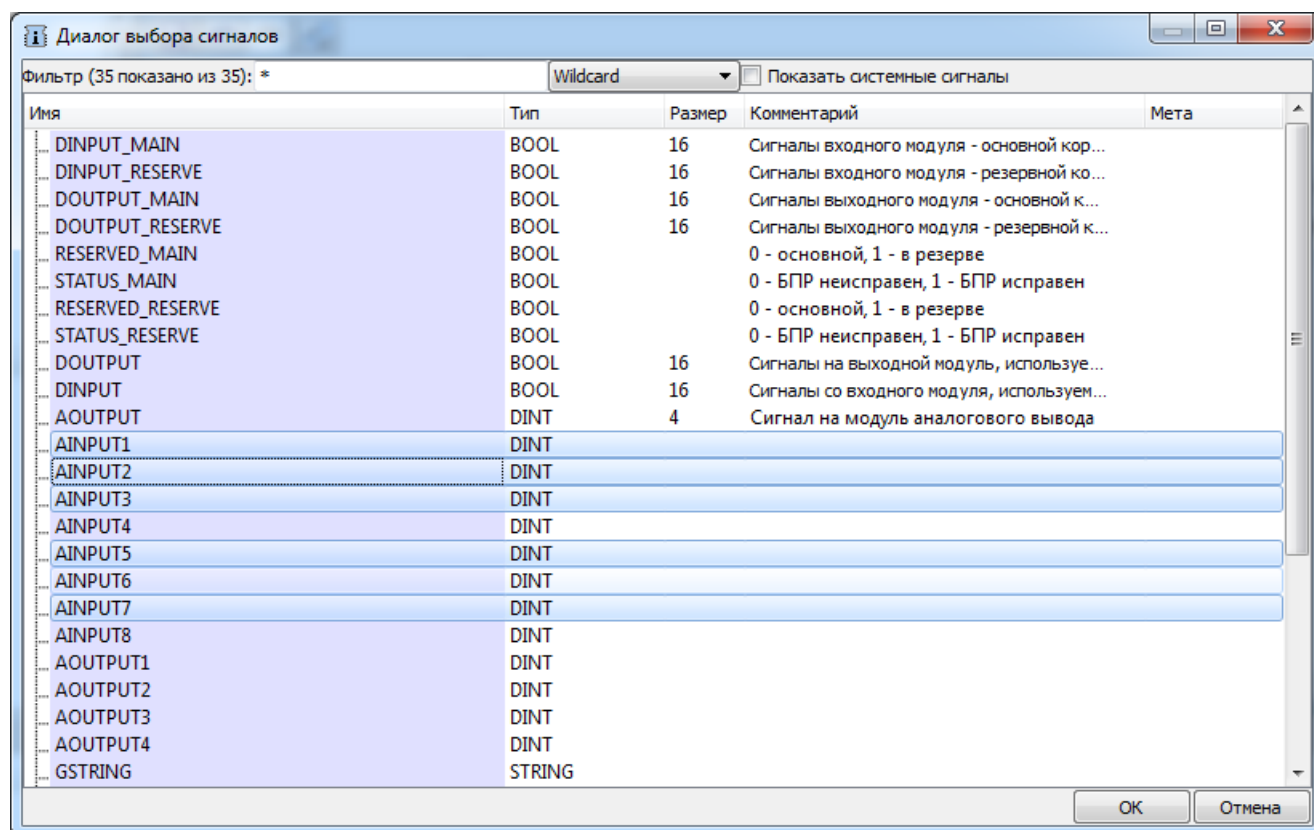 Диалог выбора сигналов
Фильтр (35 показано из 35): * Wildcard Показать системные сигналы
Имя Тип Размер Комментарий Мета
DINPUT_MAIN BOOL 16 Сигналы входного модуля - основной кор...
DINPUT_RESERVE BOOL 16 Сигналы входного модуля - резервной ко...
DOUTPUT_MAIN BOOL 16 Сигналы выходного модуля - основной к...
DOUTPUT_RESERVE BOOL 16 Сигналы выходного модуля - резервной к...
RESERVED_MAIN BOOL 0 - основной, 1 - в резерве
STATUS_MAIN BOOL 0 - БПР неисправен, 1 - БПР исправен
RESERVED_RESERVE BOOL 0 - основной, 1 - в резерве
STATUS_RESERVE BOOL 0 - БПР неисправен, 1 - БПР исправен
DOUTPUT BOOL 16 Сигналы на выходной модуль, используе...
DINPUT BOOL 16 Сигналы со входного модуля, используем...
AOUTPUT DINT 4 Сигнал на модуль аналогового вывода
AINPUT1 DINT
AINPUT2 DINT
AINPUT3 DINT
AINPUT4 DINT
AINPUT5 DINT
AINPUT6 DINT
AINPUT7 DINT
AINPUT8 DINT
AOUTPUT1 DINT
AOUTPUT2 DINT
AOUTPUT3 DINT
AOUTPUT4 DINT
GSTRING STRING
OK Отмена